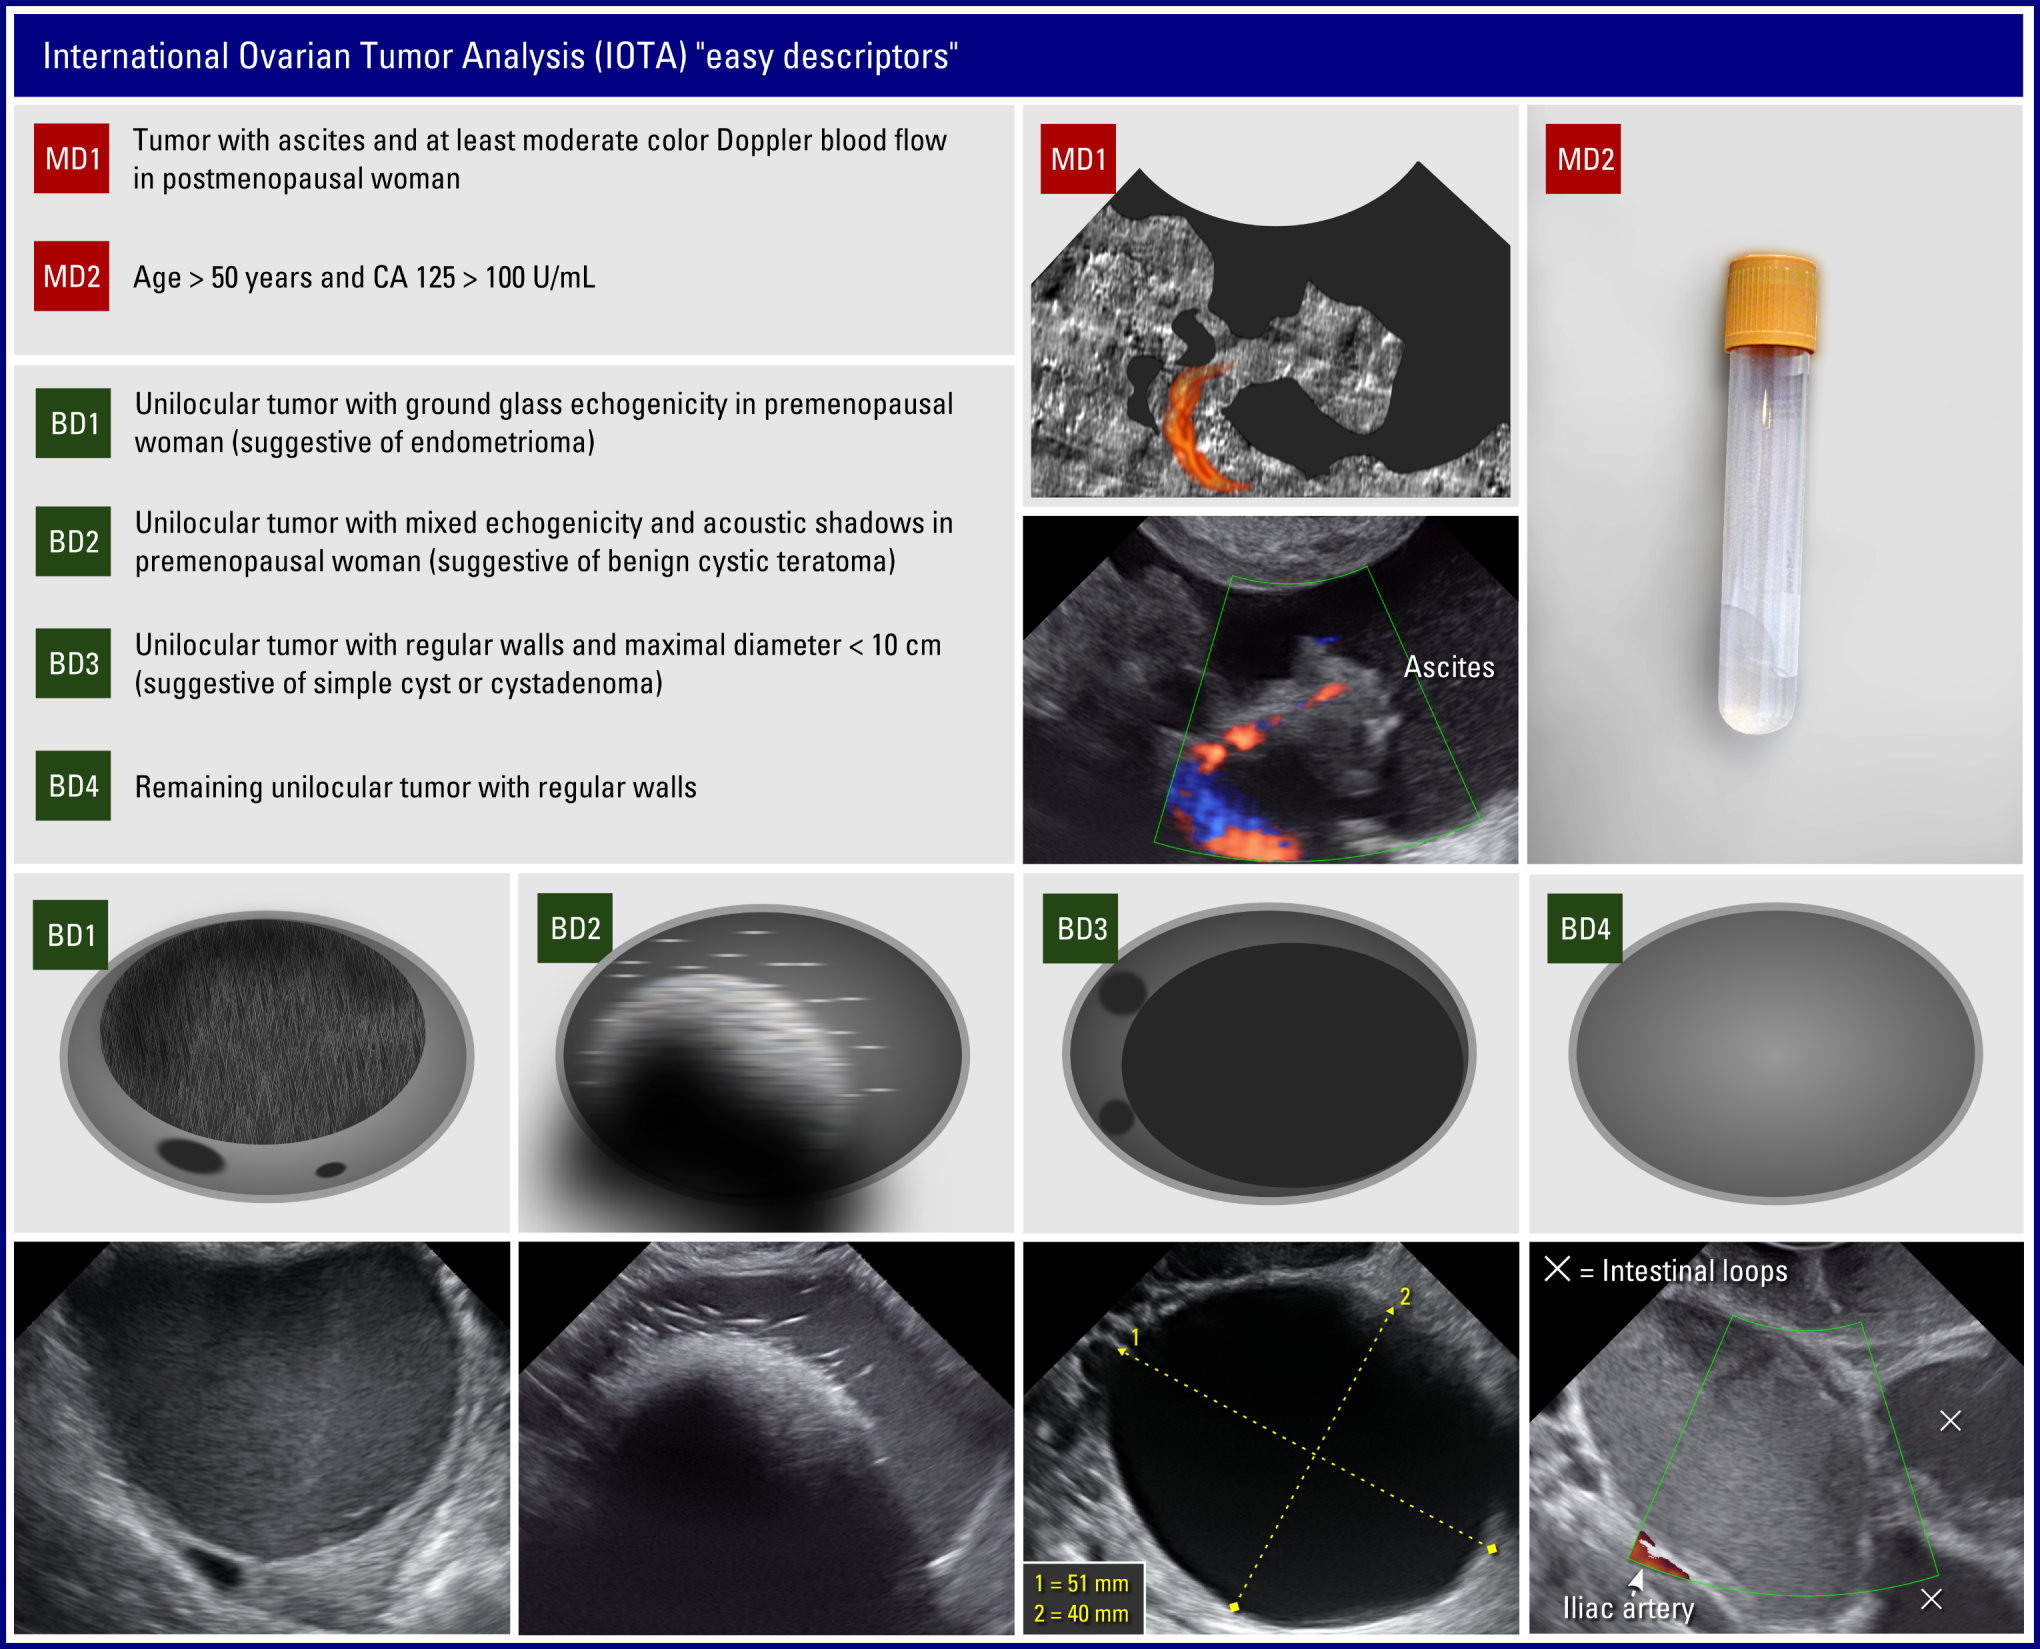 International Ovarian Tumor Analysis (IOTA) "easy descriptors"
MD1
Tumor with ascites and at least moderate color Doppler blood flow
in postmenopausal woman
MD2
Age > 50 years and CA 125 > 100 U/mL
BD1
Unilocular tumor with ground glass echogenicity in premenopausal
woman (suggestive of endometrioma)
BD2
Unilocular tumor with mixed echogenicity and acoustic shadows in
premenopausal woman (suggestive of benign cystic teratoma)
BD3
Unilocular tumor with regular walls and maximal diameter < 10 cm
(suggestive of simple cyst or cystadenoma)
BD4
Remaining unilocular tumor with regular walls
MD1
Ascites
MD2
BD1
BD2
BD3
BD4
1
2
1 = 51 mm
2 = 40 mm
× = Intestinal loops
×
×
Iliac artery